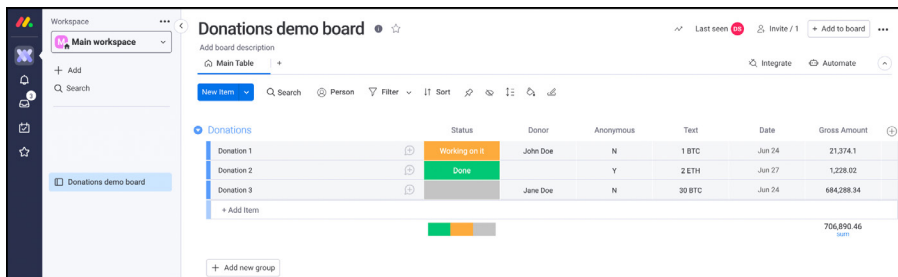 Workspace
Main workspace
Add
Search
3
Donations demo board
Donations demo board
Add board description
Last seen DS Invite / 1 + Add to board
Main Table +
Integrate Automate
New Item Search Person Filter Sort
Donations Status Donor Anonymous Text Date Gross Amount
Donation 1 Working on it John Doe N 1 BTC Jun 24 21,374.1
Donation 2 Done Y 2 ETH Jun 27 1,228.02
Donation 3 Jane Doe N 30 BTC Jun 24 684,288.34
+ Add Item
706,890.46
sum
+ Add new group